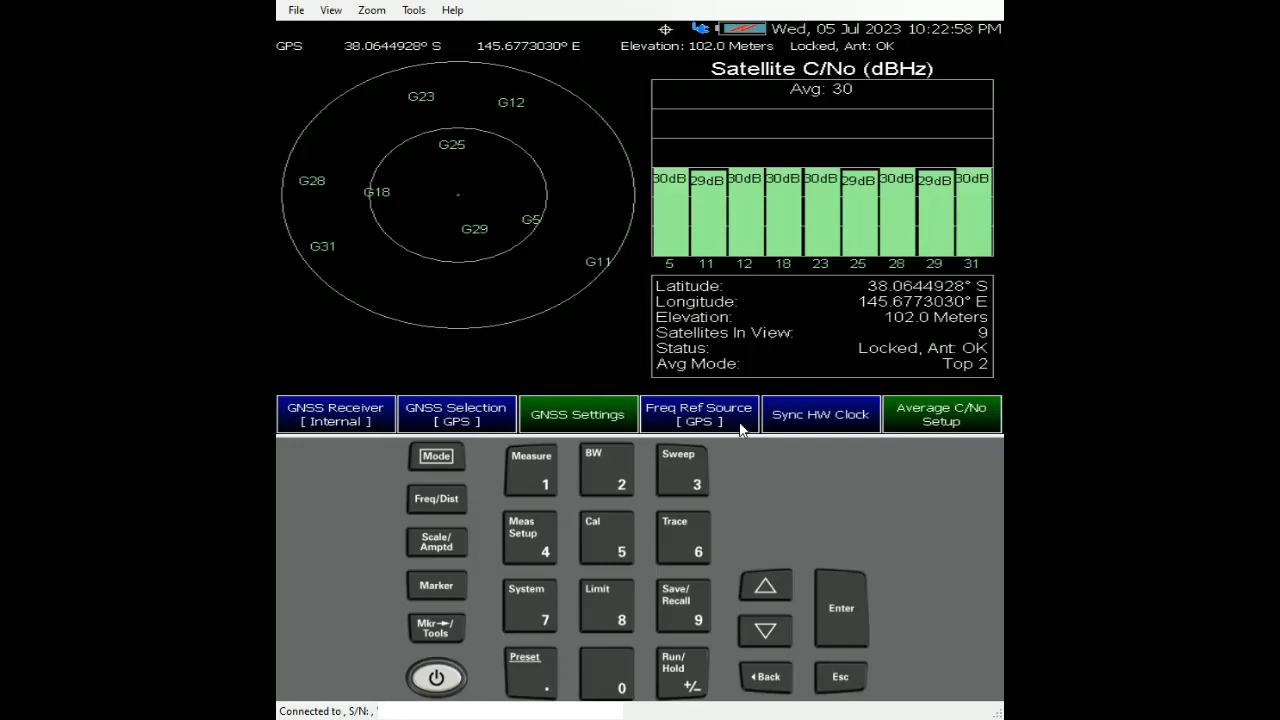 File View Zoom Tools Help
Wed, 05 Jul 2023 10:22:58 PM
GPS 38.0644928° S 145.6773030° E Elevation: 102.0 Meters Locked, Ant: OK
Satellite C/No (dBHz)
Avg: 30
G23
G12
G25
G28
G18
G5
G29
G31
G11
30dB 29dB 30dB 30dB 30dB 29dB 30dB 29dB 30dB
5 11 12 18 23 25 28 29 31
Latitude: 38.0644928° S
Longitude: 145.6773030° E
Elevation: 102.0 Meters
Satellites In View: 9
Status: Locked, Ant: OK
Avg Mode: Top 2
GNSS Receiver
[ Internal ]
GNSS Selection
[ GPS ]
GNSS Settings
Freq Ref Source
[ GPS ]
Sync HW Clock
Average C/No
Setup
Mode
Measure
1
BW
2
Sweep
3
Freq/Dist
Meas
Setup
4
Cal
5
Trace
6
Scale/
Amptd
Marker
System
7
Limit
8
Save/
Recall
9
Enter
Mkr→/
Tools
Preset
.
0
Run/
Hold
+/−
Back
Esc
Connected to , S/N: , '